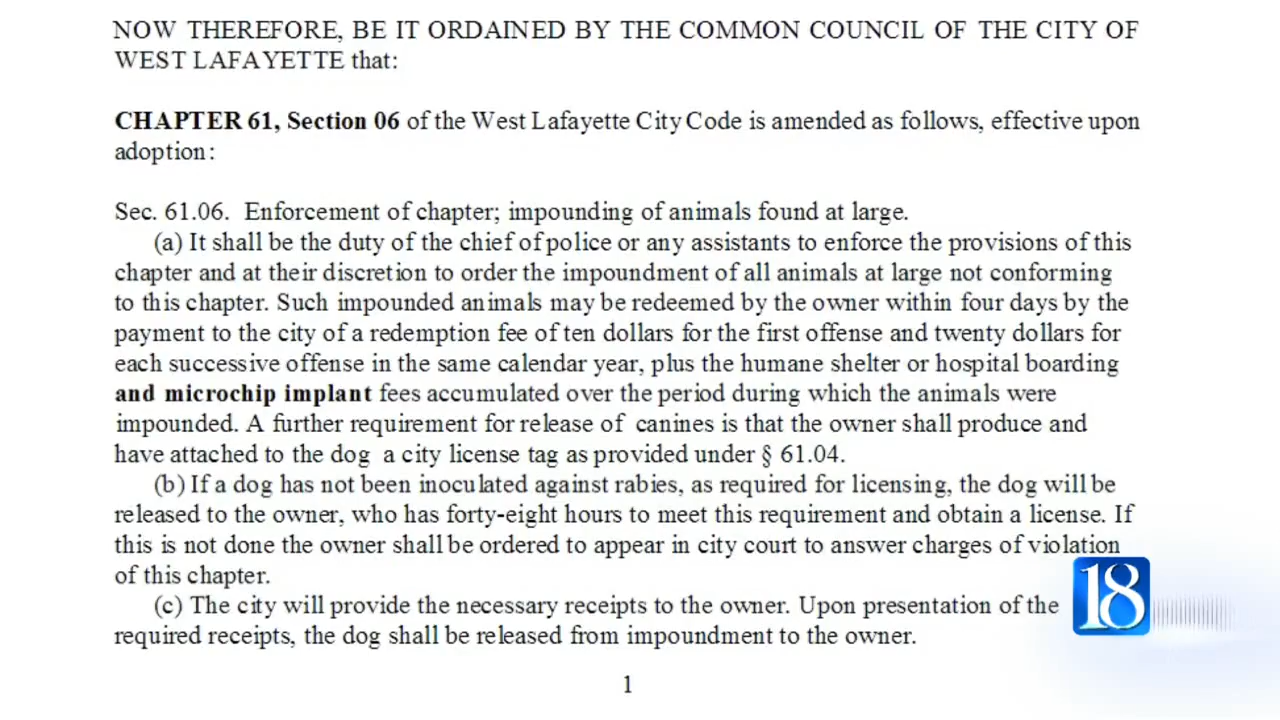 NOW THEREFORE, BE IT ORDAINED BY THE COMMON COUNCIL OF THE CITY OF
WEST LAFAYETTE that:
CHAPTER 61, Section 06 of the West Lafayette City Code is amended as follows, effective upon
adoption:
Sec. 61.06. Enforcement of chapter; impounding of animals found at large.
(a) It shall be the duty of the chief of police or any assistants to enforce the provisions of this
chapter and at their discretion to order the impoundment of all animals at large not conforming
to this chapter. Such impounded animals may be redeemed by the owner within four days by the
payment to the city of a redemption fee of ten dollars for the first offense and twenty dollars for
each successive offense in the same calendar year, plus the humane shelter or hospital boarding
and microchip implant fees accumulated over the period during which the animals were
impounded. A further requirement for release of canines is that the owner shall produce and
have attached to the dog a city license tag as provided under § 61.04.
(b) If a dog has not been inoculated against rabies, as required for licensing, the dog will be
released to the owner, who has forty-eight hours to meet this requirement and obtain a license. If
this is not done the owner shall be ordered to appear in city court to answer charges of violation
of this chapter.
(c) The city will provide the necessary receipts to the owner. Upon presentation of the
required receipts, the dog shall be released from impoundment to the owner.
18
1